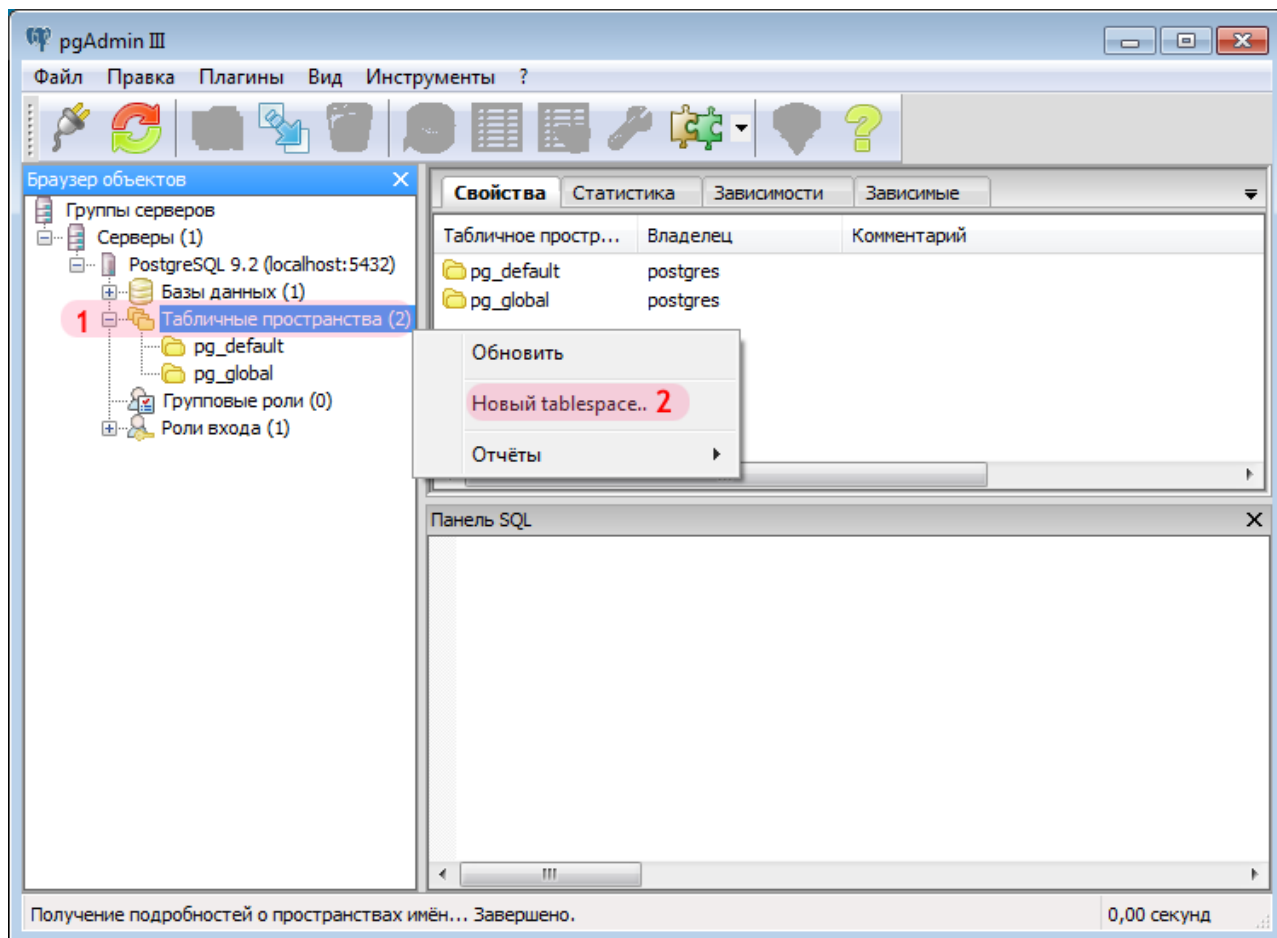 pgAdmin III
Файл Правка Плагины Вид Инструменты ?
Браузер объектов
Группы серверов
Серверы (1)
PostgreSQL 9.2 (localhost:5432)
Базы данных (1)
1 Табличные пространства (2)
pg_default
pg_global
Групповые роли (0)
Роли входа (1)
Обновить
Новый tablespace.. 2
Отчёты
Свойства Статистика Зависимости Зависимые
Табличное простр... Владелец Комментарий
pg_default postgres
pg_global postgres
Панель SQL
Получение подробностей о пространствах имён... Завершено. 0,00 секунд